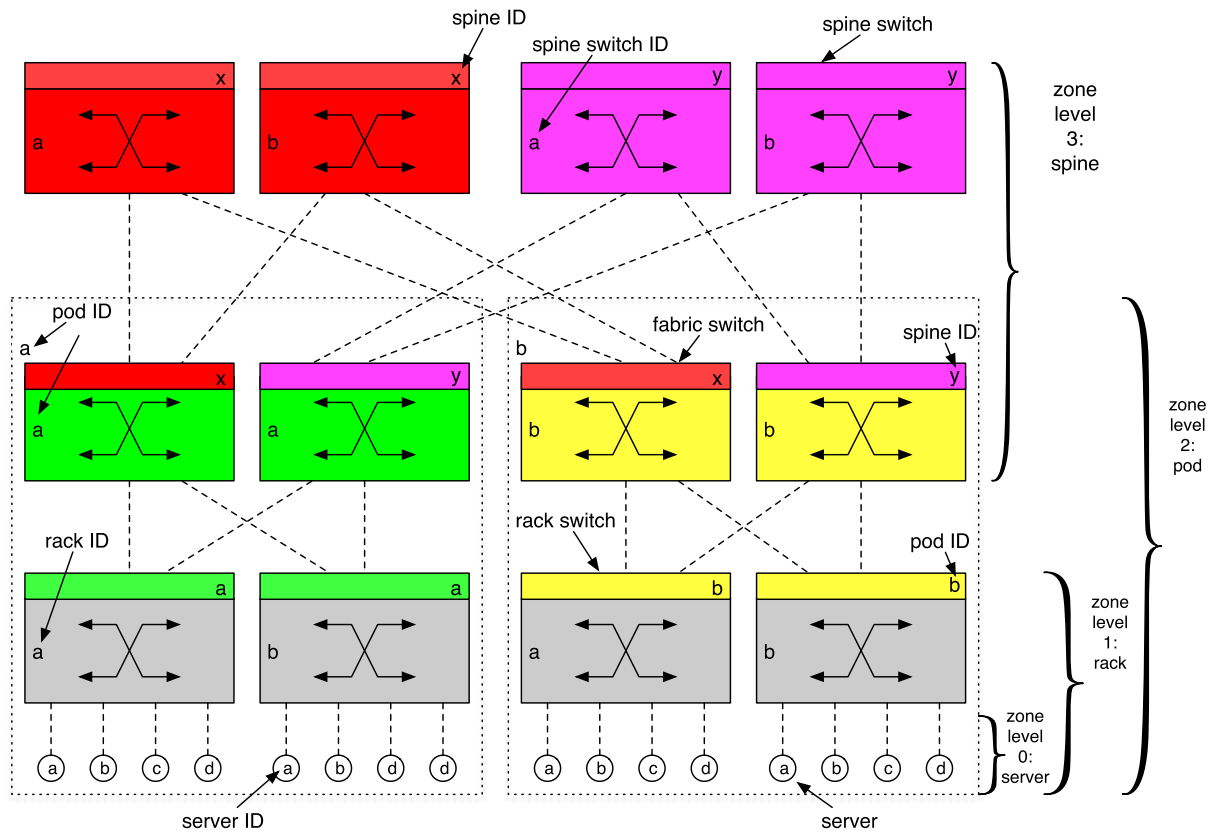 spine ID
spine switch ID
spine switch
x
x
y
y
a
b
a
b
zone
level
3:
spine
pod ID
a
fabric switch
b
spine ID
x
y
x
y
a
a
b
b
zone
level
2:
pod
rack ID
rack switch
pod ID
a
a
b
b
a
b
a
b
zone
level
1:
rack
zone
level
0:
server
a
b
c
d
a
b
d
d
a
b
c
d
a
b
c
d
server ID
server